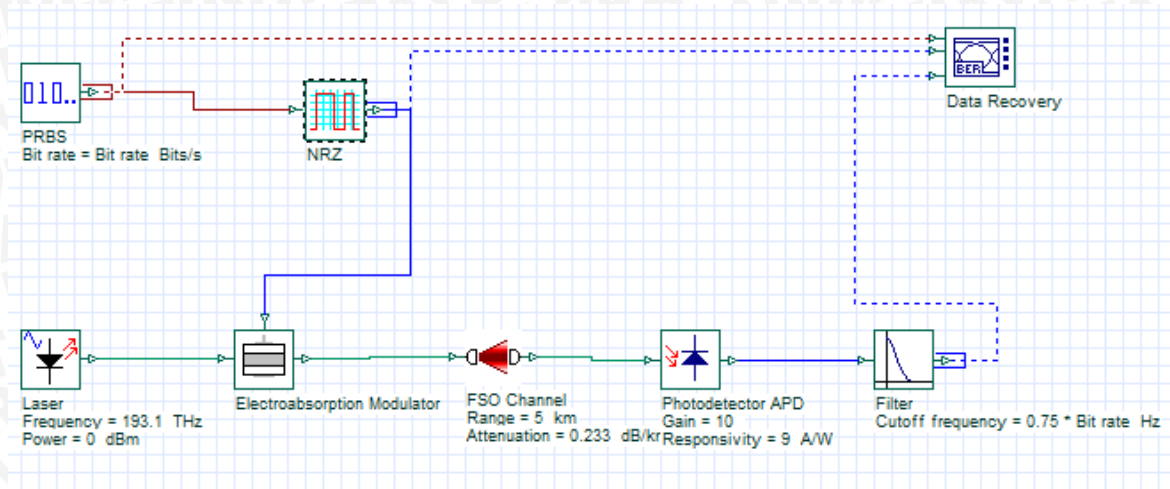 BER
Data Recovery
010..
PRBS
Bit rate = Bit rate Bits/s
NRZ
Laser
Frequency = 193.1 THz
Power = 0 dBm
Electroabsorption Modulator
FSO Channel
Range = 5 km
Attenuation = 0.233 dB/kr
Photodetector APD
Gain = 10
Responsivity = 9 A/W
Filter
Cutoff frequency = 0.75 * Bit rate Hz